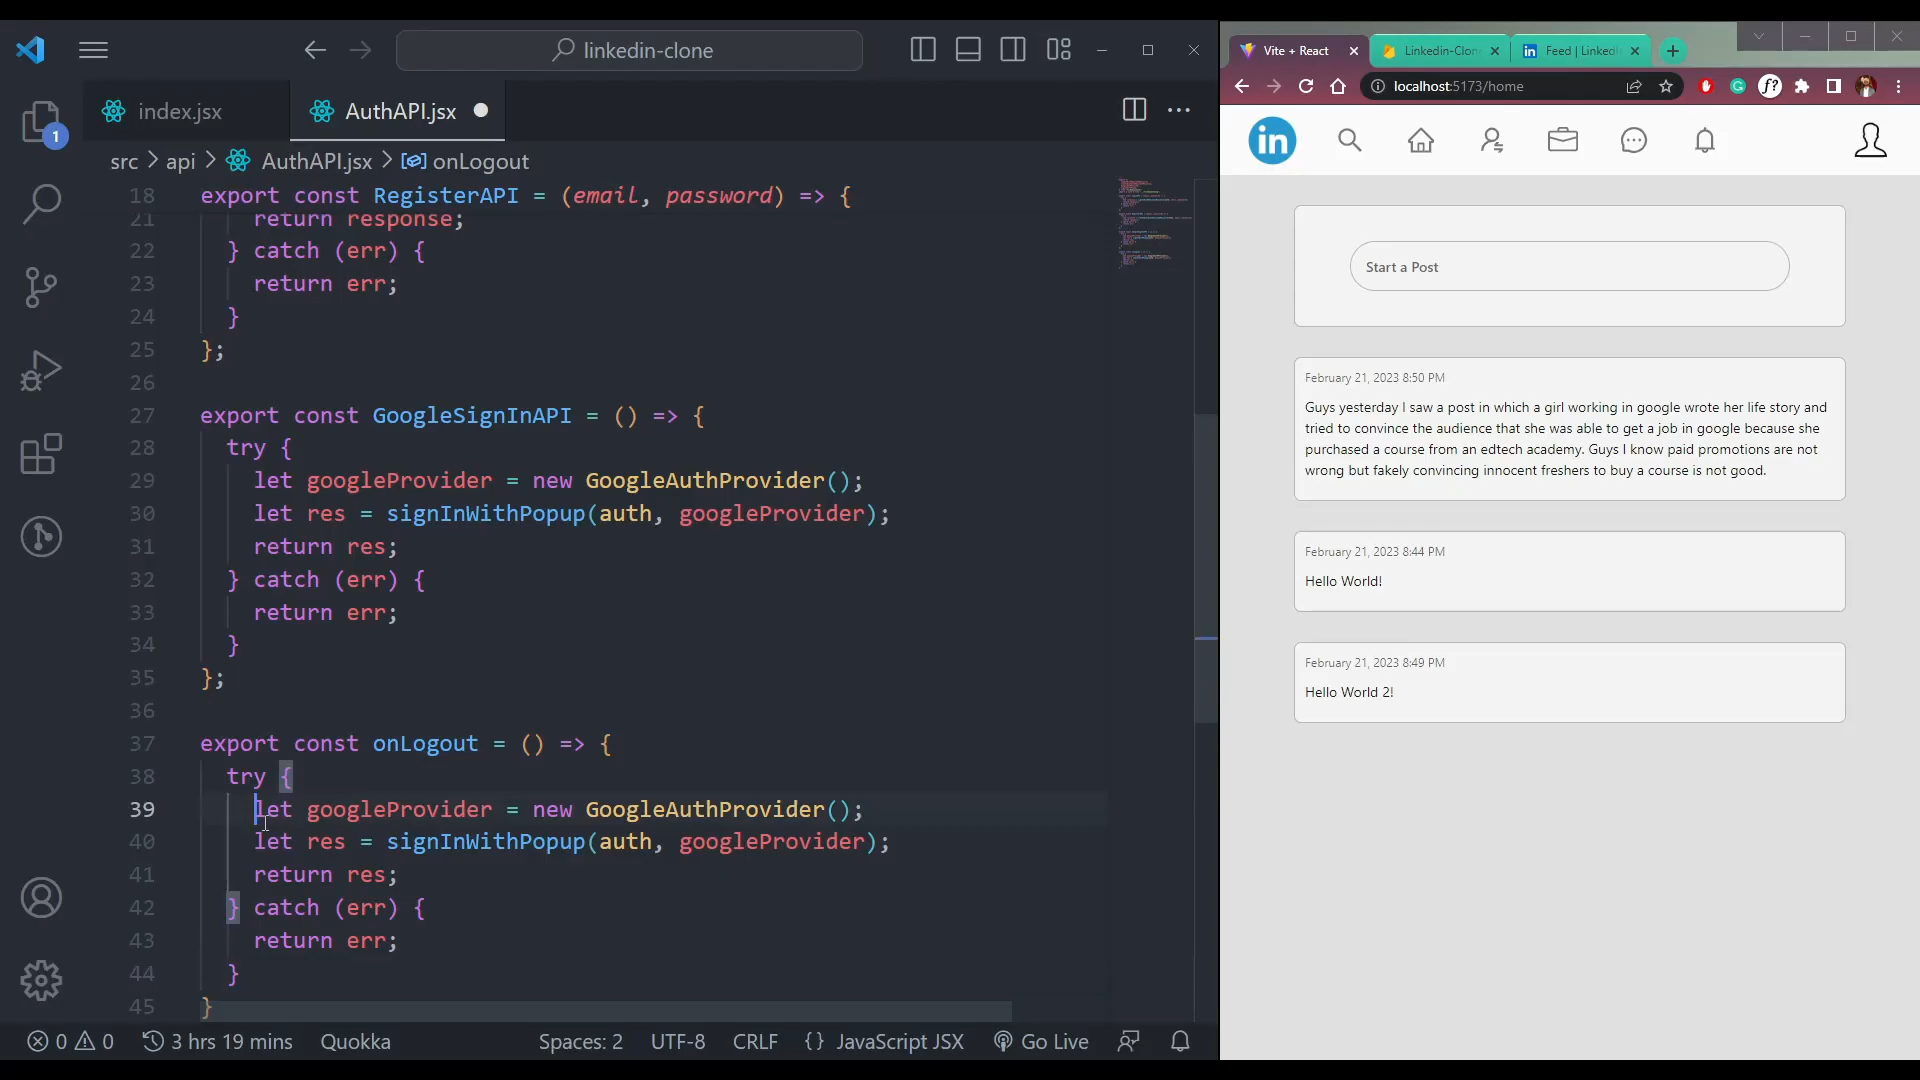 linkedin-clone
index.jsx
AuthAPI.jsx
src > api > AuthAPI.jsx > onLogout
1
18 export const RegisterAPI = (email, password) => {
21 return response;
22 } catch (err) {
23 return err;
24 }
25 };
26
27 export const GoogleSignInAPI = () => {
28 try {
29 let googleProvider = new GoogleAuthProvider();
30 let res = signInWithPopup(auth, googleProvider);
31 return res;
32 } catch (err) {
33 return err;
34 }
35 };
36
37 export const onLogout = () => {
38 try {
39 let googleProvider = new GoogleAuthProvider();
40 let res = signInWithPopup(auth, googleProvider);
41 return res;
42 } catch (err) {
43 return err;
44 }
45 }
0 0 3 hrs 19 mins Quokka Spaces: 2 UTF-8 CRLF {} JavaScript JSX Go Live
Vite + React
Linkedin-Clon
Feed | Linked
localhost:5173/home
in
Start a Post
February 21, 2023 8:50 PM
Guys yesterday I saw a post in which a girl working in google wrote her life story and
tried to convince the audience that she was able to get a job in google because she
purchased a course from an edtech academy. Guys I know paid promotions are not
wrong but fakely convincing innocent freshers to buy a course is not good.
February 21, 2023 8:44 PM
Hello World!
February 21, 2023 8:49 PM
Hello World 2!